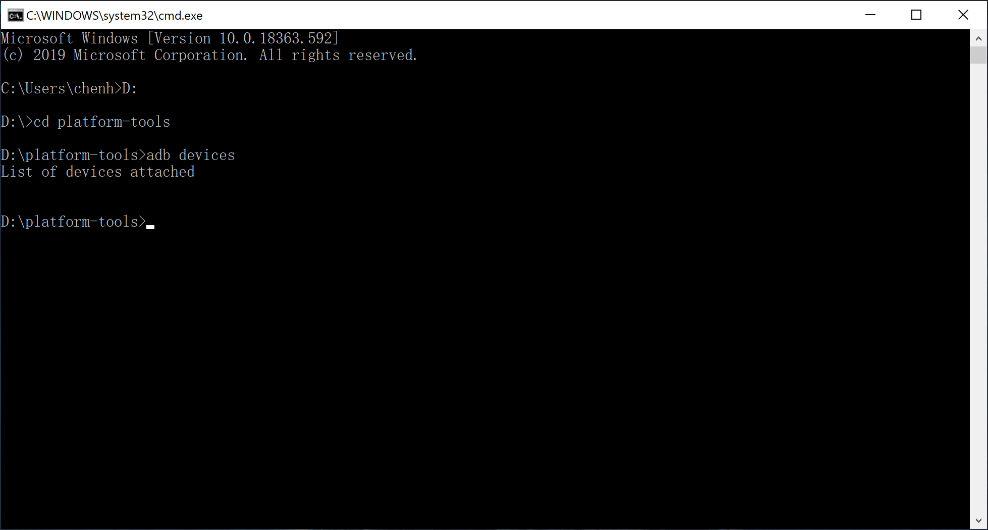 C:\WINDOWS\system32\cmd.exe
Microsoft Windows [Version 10.0.18363.592]
(c) 2019 Microsoft Corporation. All rights reserved.
C:\Users\chenh>D:
D:\>cd platform-tools
D:\platform-tools>adb devices
List of devices attached
D:\platform-tools>